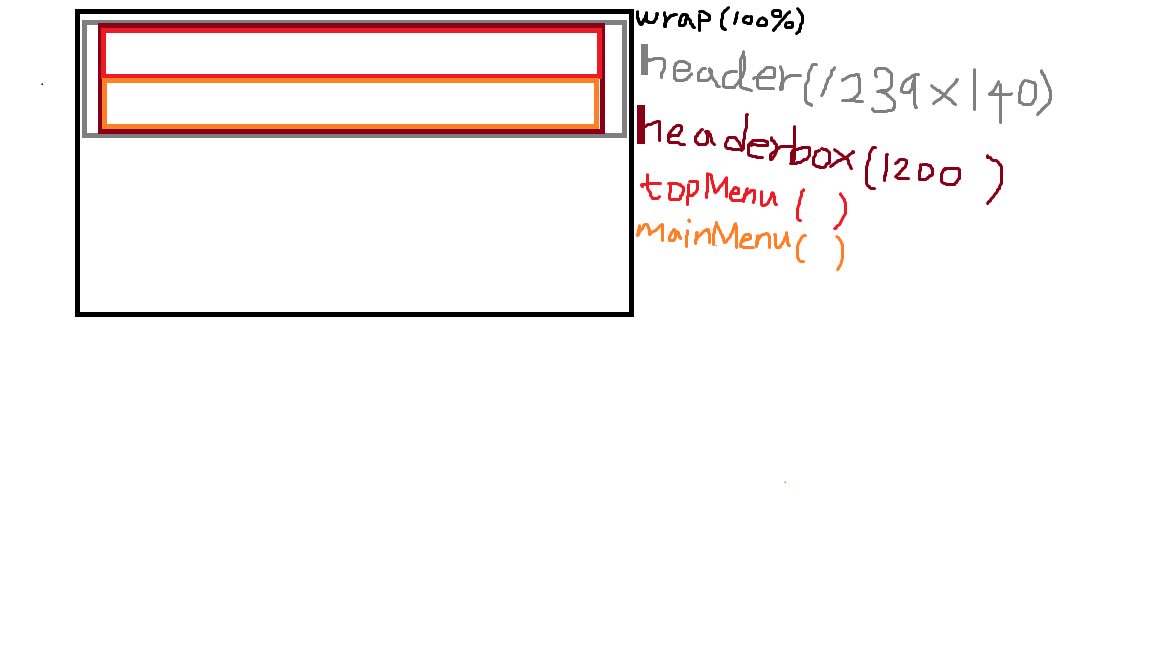 wrap(100%)
header(1239x140)
headerbox(1200 )
topMenu( )
mainMenu( )